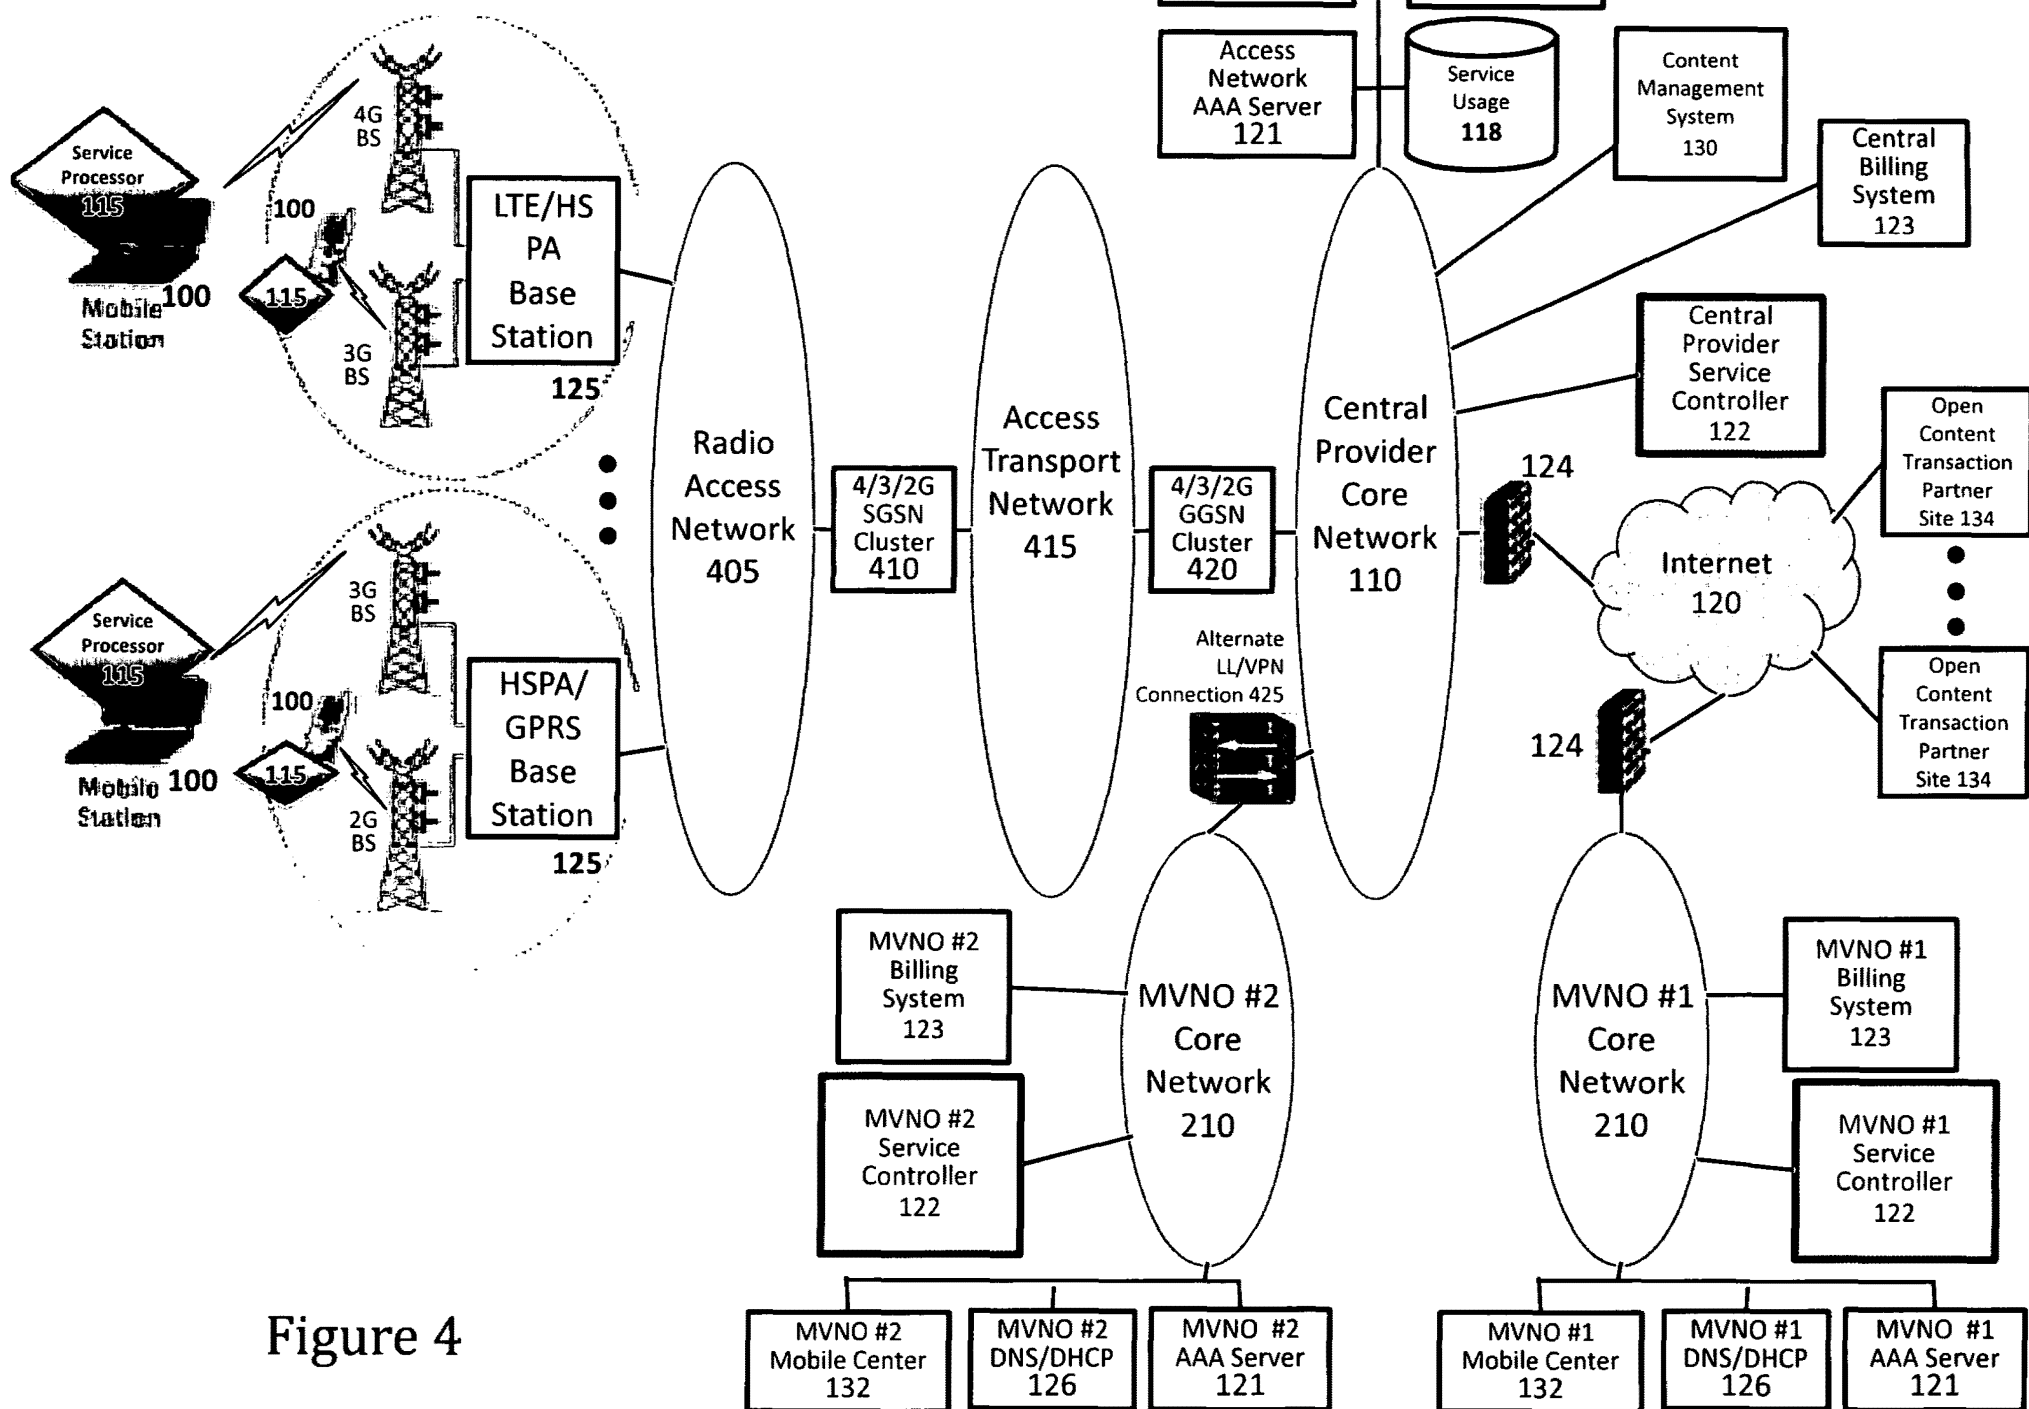 Access
Network
AAA Server
121
Service
Usage
118
Content
Management
System
130
Central
Billing
System
123
4G
BS
Service
Processor
115
100
Mobile
Station
100
115
3G
BS
LTE/HS
PA
Base
Station
125
Central
Provider
Service
Controller
122
Radio
Access
Network
405
4/3/2G
SGSN
Cluster
410
Access
Transport
Network
415
4/3/2G
GGSN
Cluster
420
Central
Provider
Core
Network
110
124
Internet
120
Open
Content
Transaction
Partner
Site 134
Open
Content
Transaction
Partner
Site 134
Service
Processor
115
100
Mobile
Station
100
115
3G
BS
2G
BS
HSPA/
GPRS
Base
Station
125
Alternate
LL/VPN
Connection 425
124
MVNO #2
Billing
System
123
MVNO #2
Service
Controller
122
MVNO #2
Core
Network
210
MVNO #1
Core
Network
210
MVNO #1
Billing
System
123
MVNO #1
Service
Controller
122
Figure 4
MVNO #2
Mobile Center
132
MVNO #2
DNS/DHCP
126
MVNO #2
AAA Server
121
MVNO #1
Mobile Center
132
MVNO #1
DNS/DHCP
126
MVNO #1
AAA Server
121